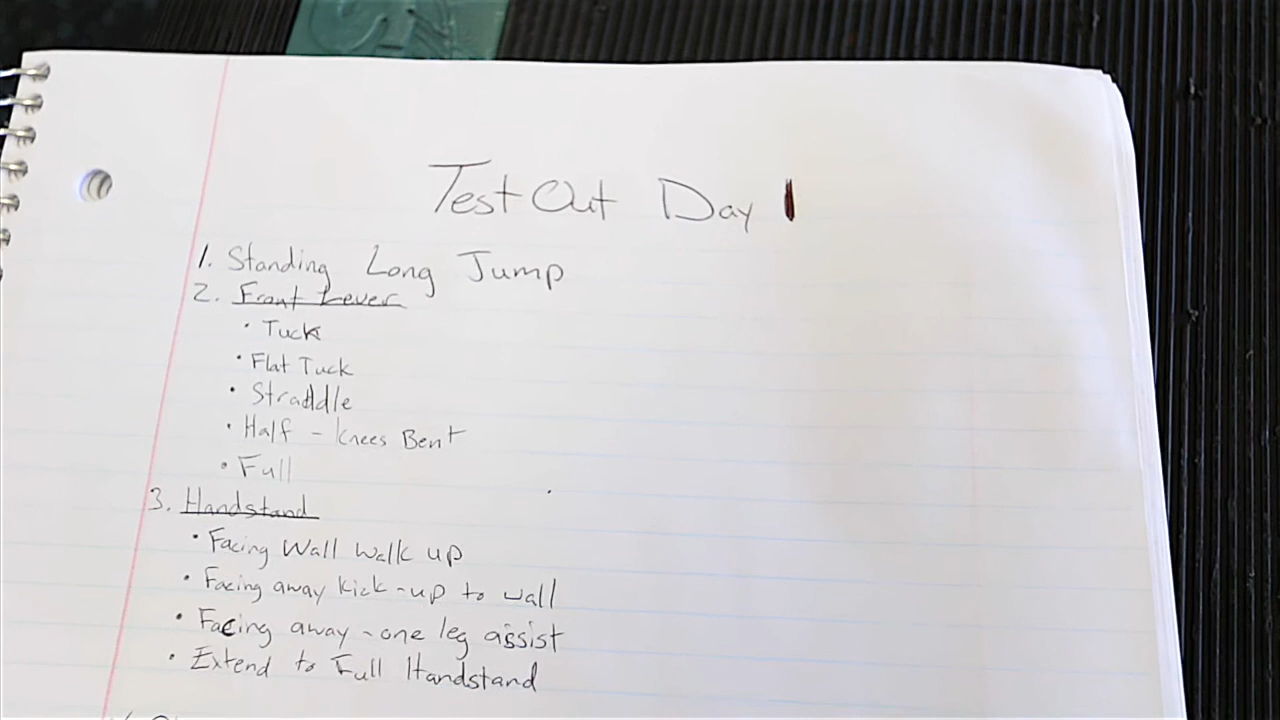 Test Out Day 1
1. Standing Long Jump
2. Front Lever
• Tuck
• Flat Tuck
• Straddle
• Half - Knees Bent
• Full
3. Handstand
• Facing Wall Walk up
• Facing away kick-up to wall
• Facing away - one leg assist
• Extend to Full Handstand